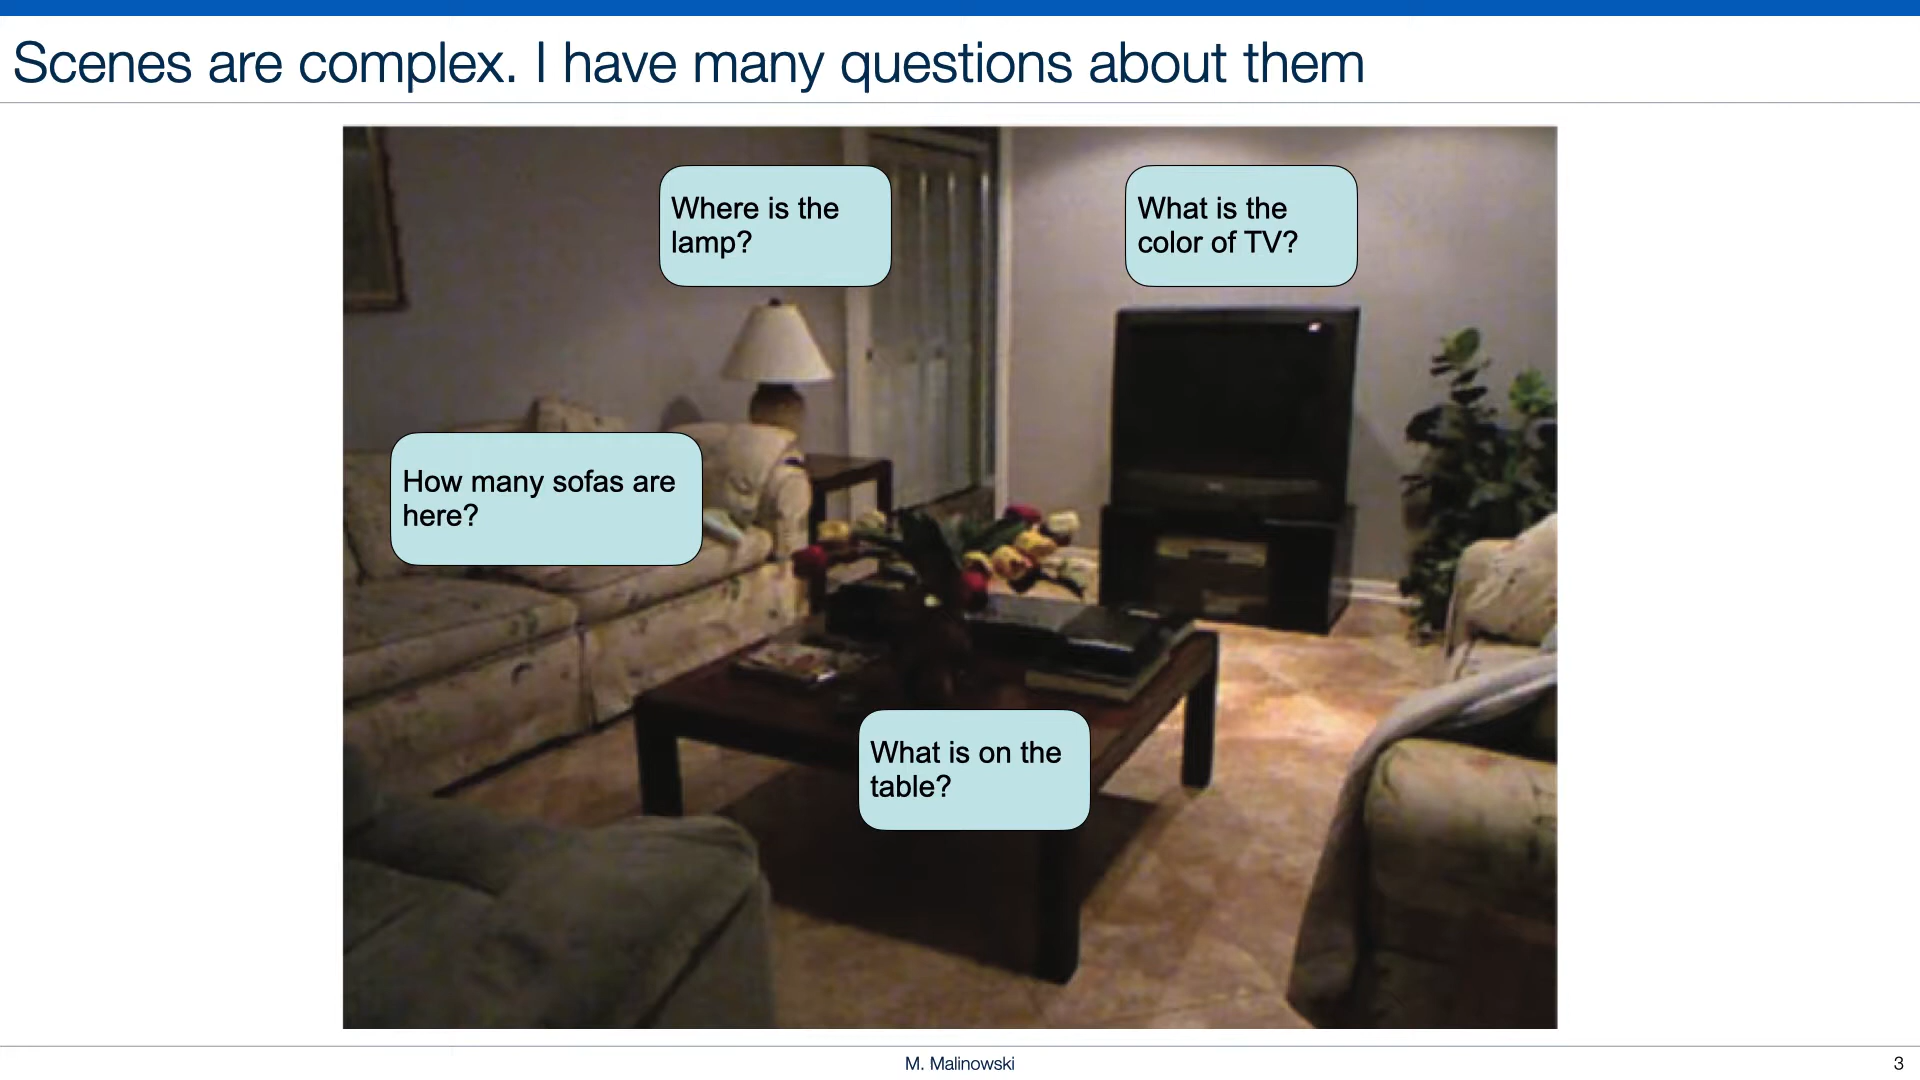 Scenes are complex. I have many questions about them
Where is the
lamp?
What is the
color of TV?
How many sofas are
here?
What is on the
table?
M. Malinowski
3